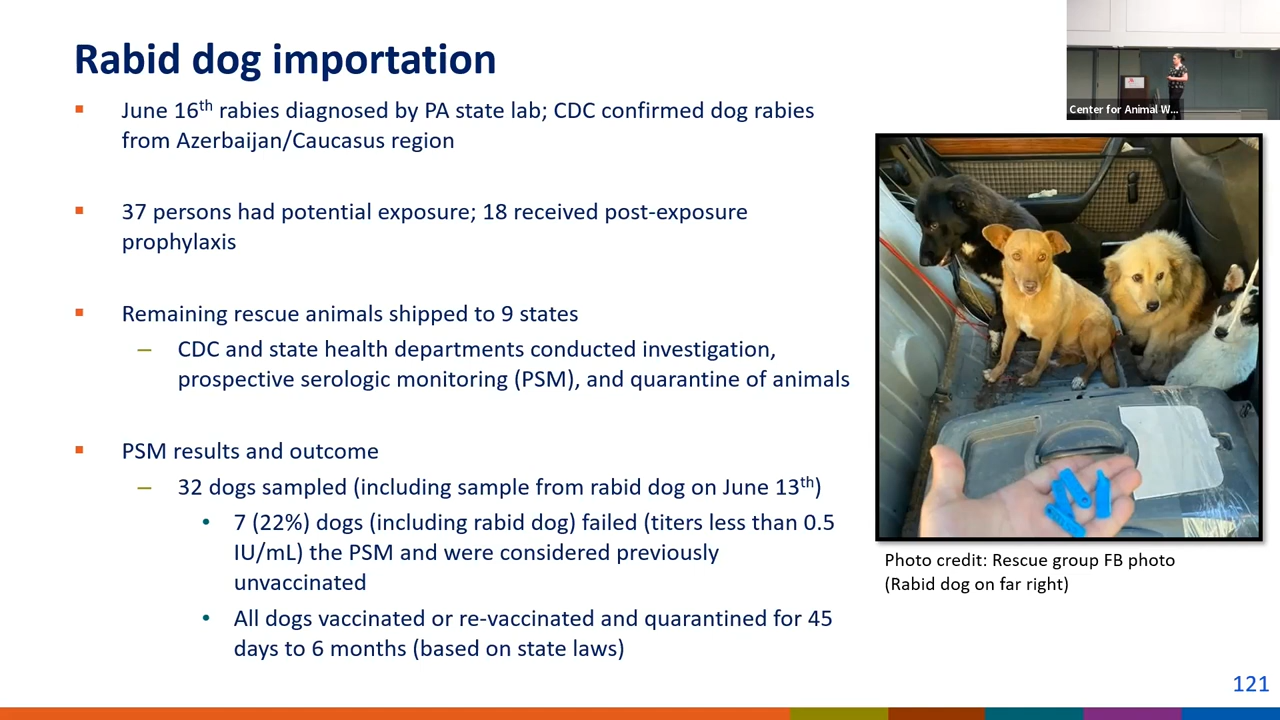 Rabid dog importation
Center for Animal W...
▪ June 16th rabies diagnosed by PA state lab; CDC confirmed dog rabies
from Azerbaijan/Caucasus region
▪ 37 persons had potential exposure; 18 received post-exposure
prophylaxis
▪ Remaining rescue animals shipped to 9 states
– CDC and state health departments conducted investigation,
prospective serologic monitoring (PSM), and quarantine of animals
▪ PSM results and outcome
– 32 dogs sampled (including sample from rabid dog on June 13th)
• 7 (22%) dogs (including rabid dog) failed (titers less than 0.5
IU/mL) the PSM and were considered previously
unvaccinated
• All dogs vaccinated or re-vaccinated and quarantined for 45
days to 6 months (based on state laws)
Photo credit: Rescue group FB photo
(Rabid dog on far right)
121